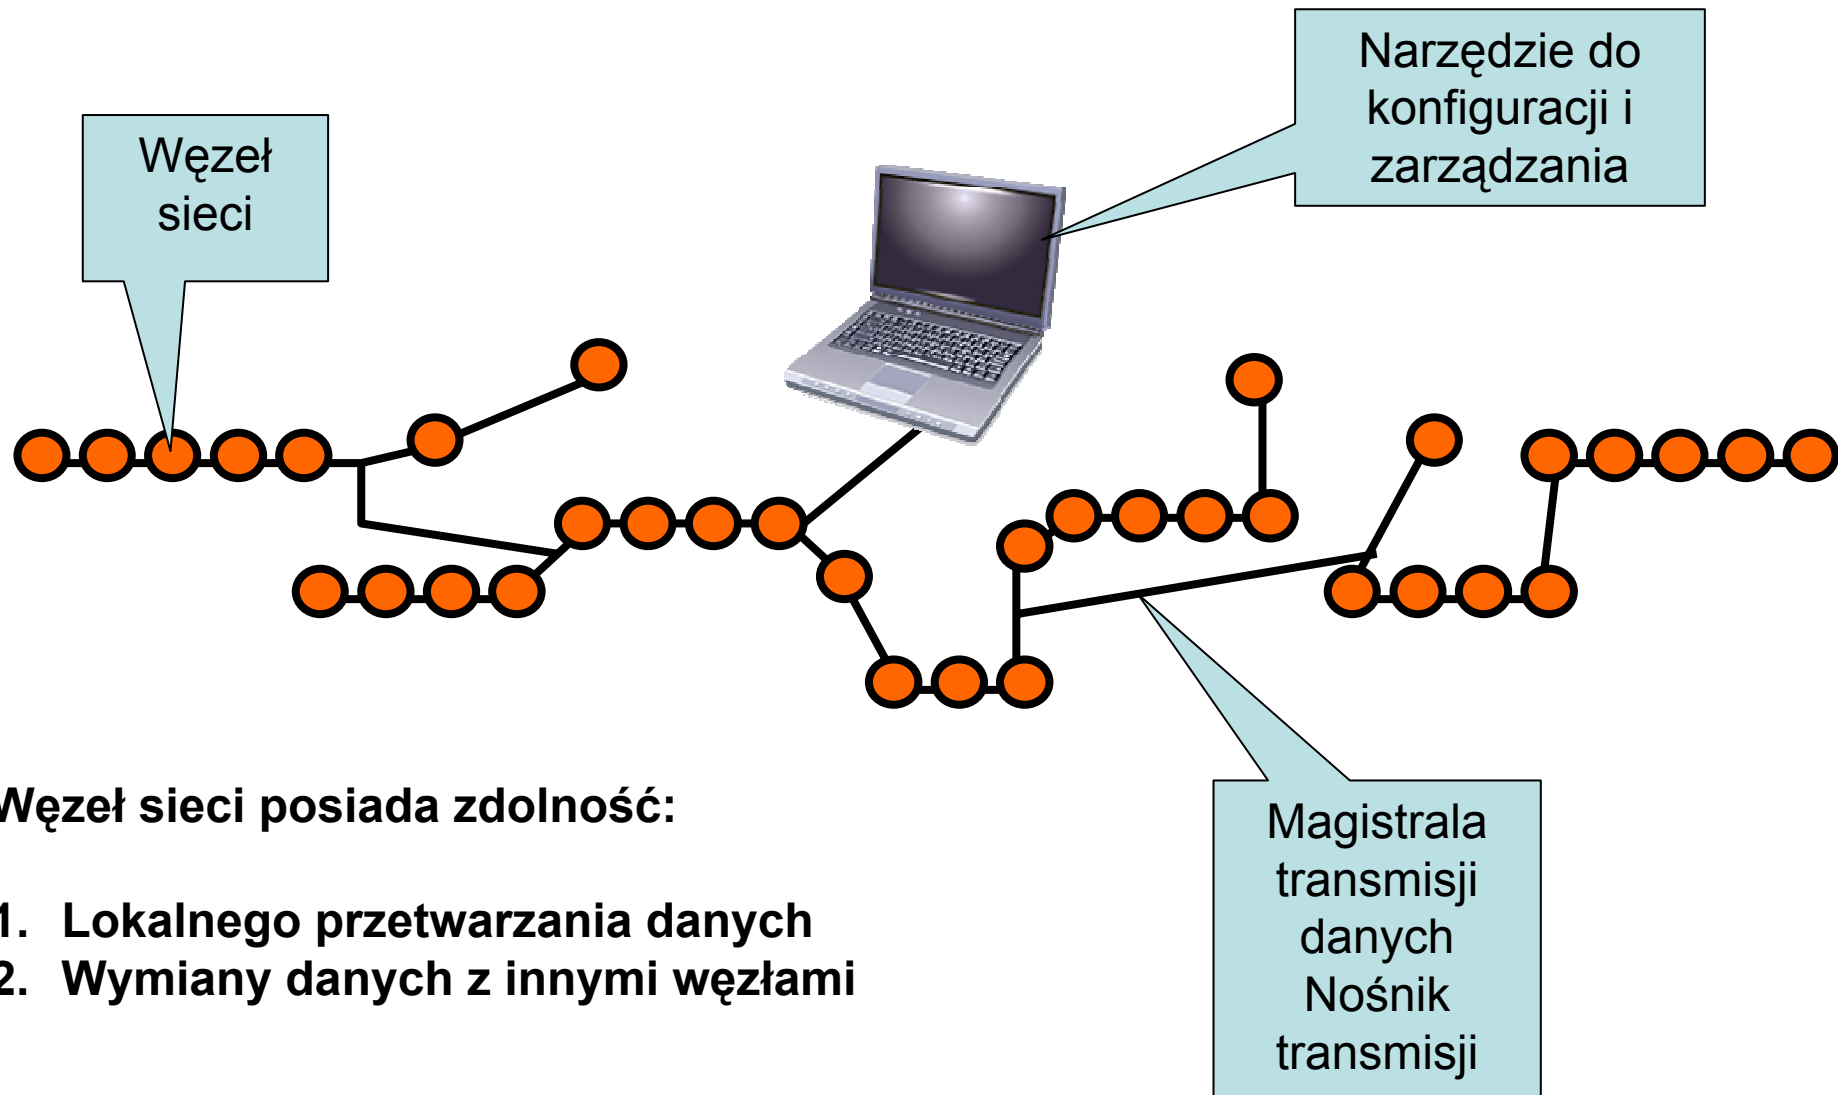 Narzędzie do
konfiguracji i
zarządzania
Węzeł
sieci
Węzeł sieci posiada zdolność:
1. Lokalnego przetwarzania danych
2. Wymiany danych z innymi węzłami
Magistrala
transmisji
danych
Nośnik
transmisji